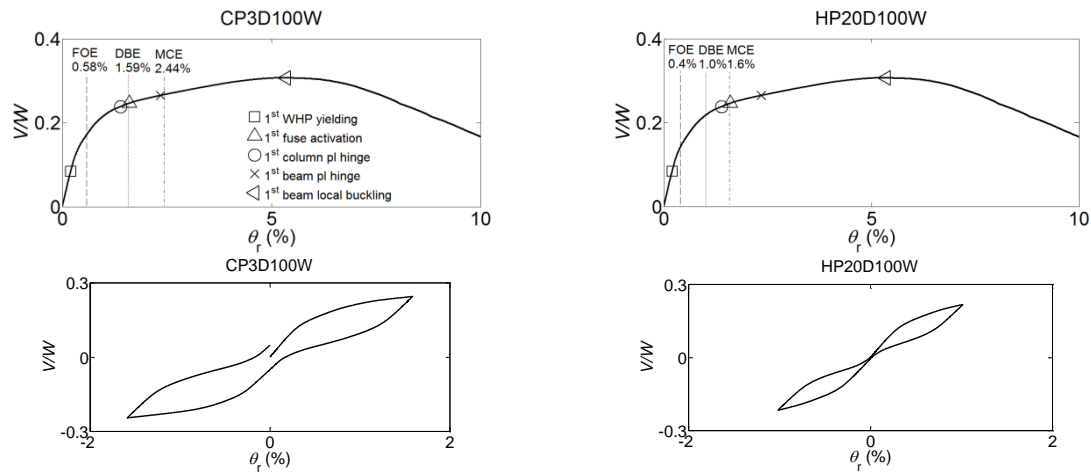 CP3D100W
0.4
0.2
0
V/W
FOE
0.58%
DBE
1.59%
MCE
2.44%
1st WHP yielding
1st fuse activation
1st column pl hinge
1st beam pl hinge
1st beam local buckling
0
5
10
θr (%)
HP20D100W
0.4
0.2
0
V/W
FOE
0.4%
DBE
1.0%
MCE
1.6%
0
5
10
θr (%)
CP3D100W
0.3
0
-0.3
V/W
-2
0
2
θr (%)
HP20D100W
0.3
0
-0.3
V/W
-2
0
2
θr (%)